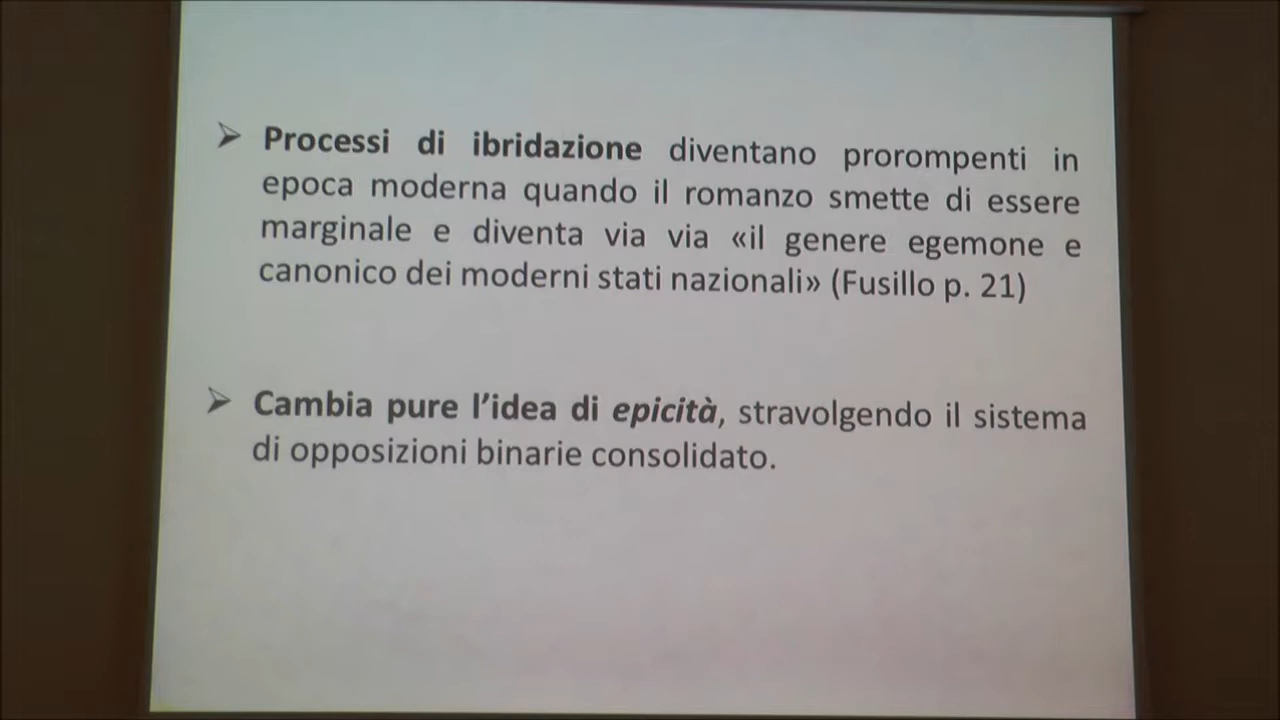 ➢ Processi di ibridazione diventano prorompenti in
epoca moderna quando il romanzo smette di essere
marginale e diventa via via «il genere egemone e
canonico dei moderni stati nazionali» (Fusillo p. 21)
➢ Cambia pure l'idea di epicità, stravolgendo il sistema
di opposizioni binarie consolidato.